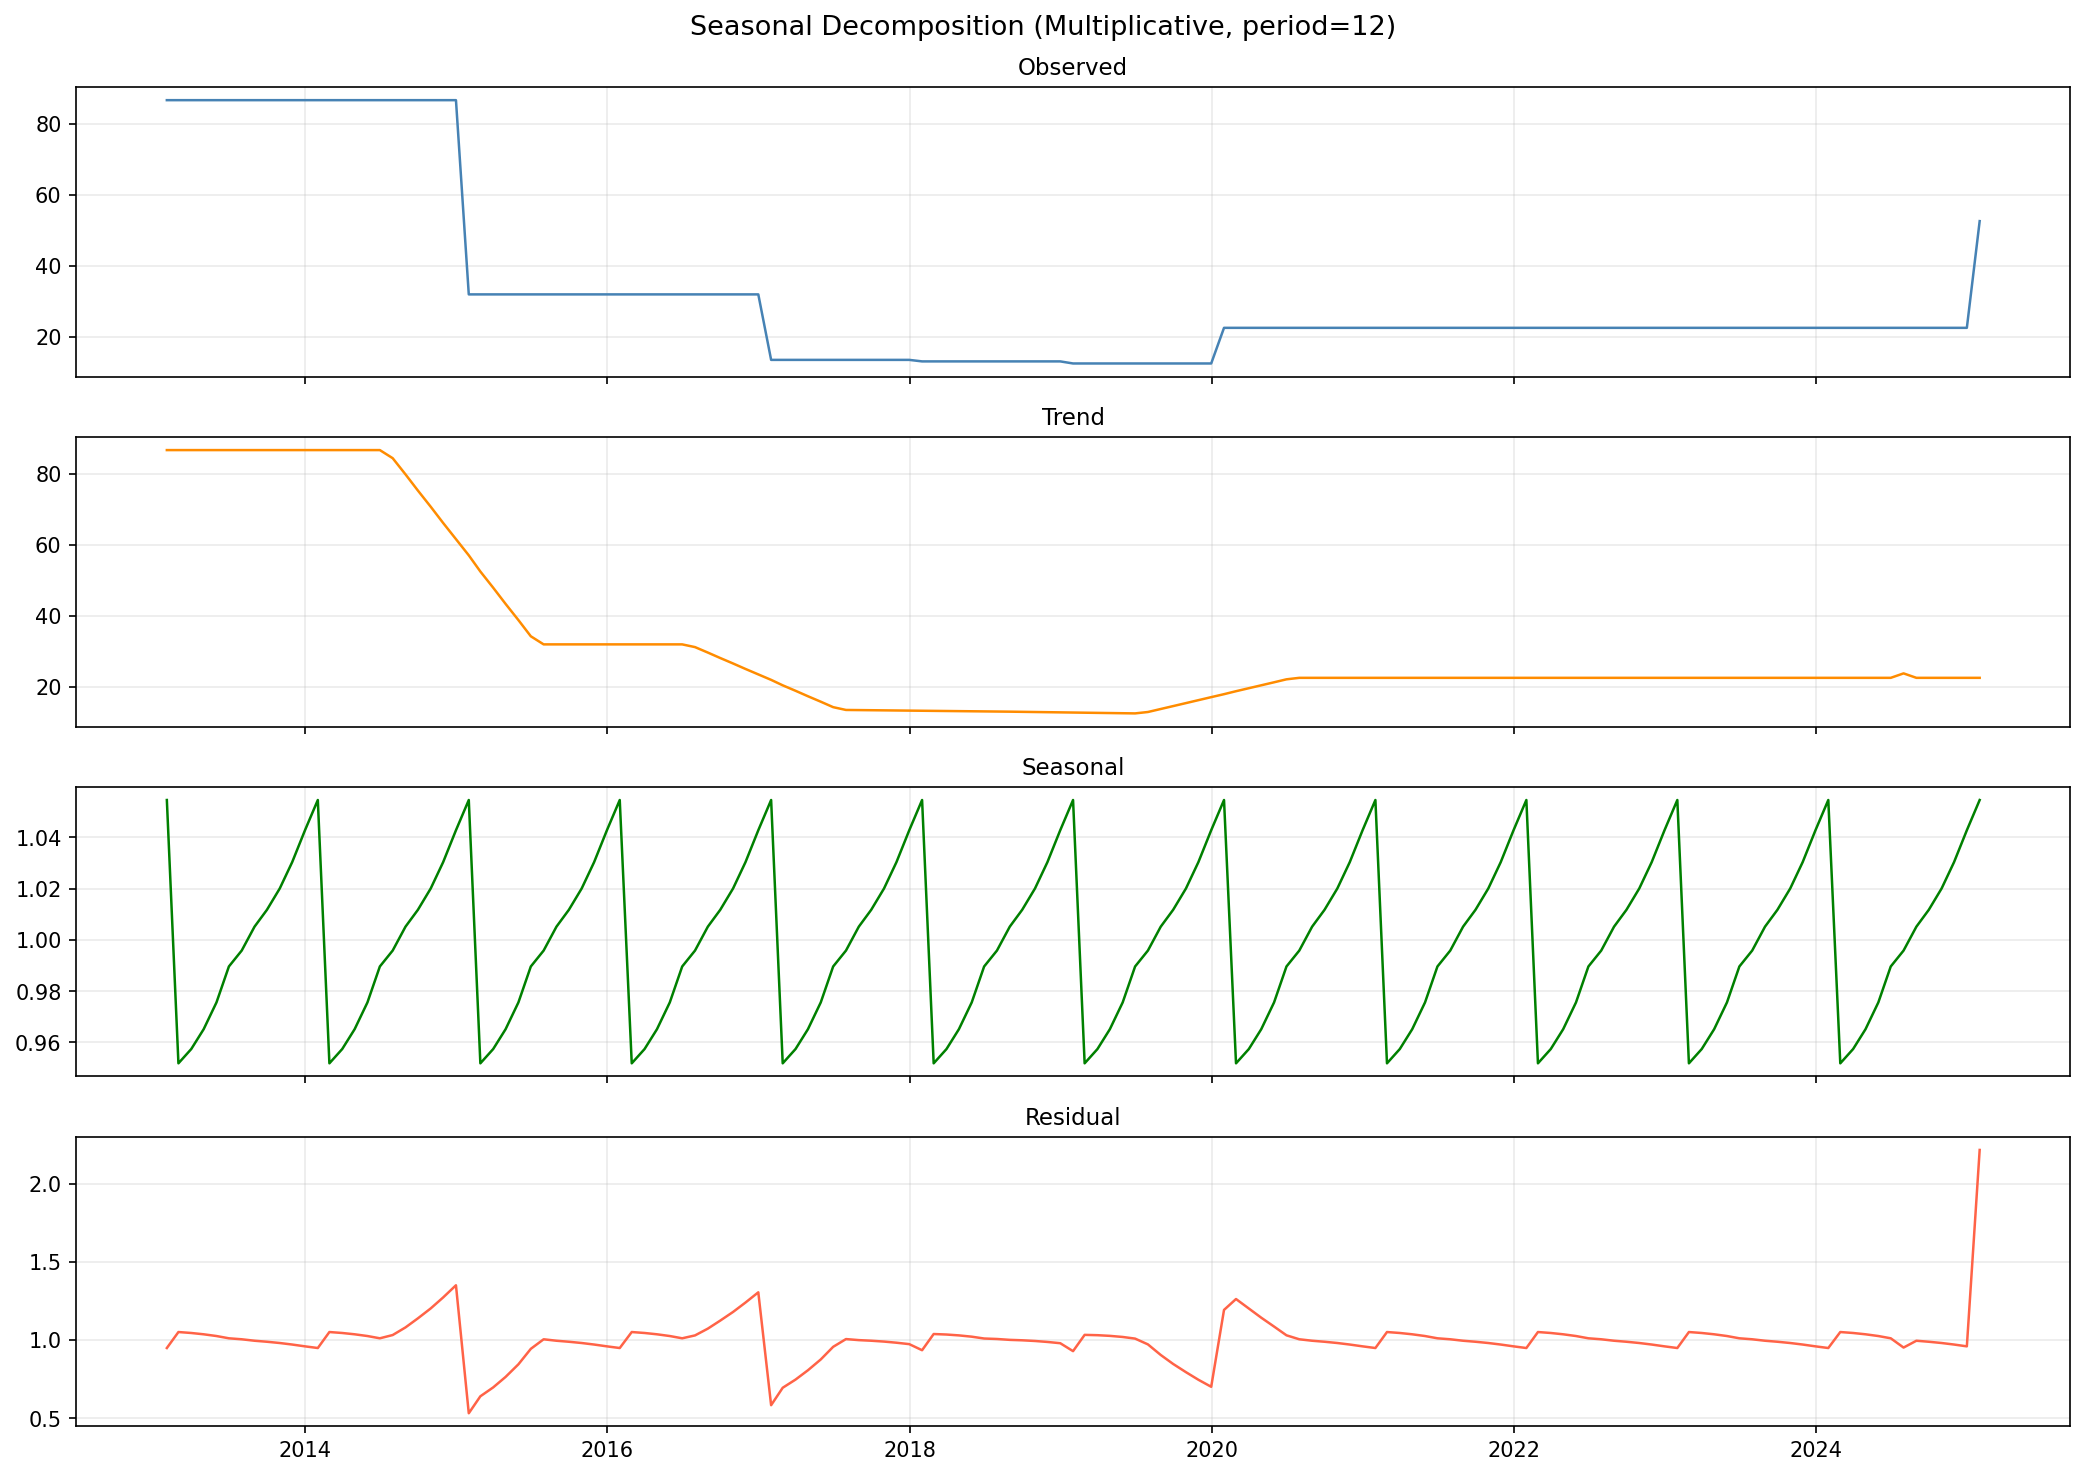 Seasonal Decomposition (Multiplicative, period=12)
Observed
80
60
40
20
Trend
80
60
40
20
Seasonal
1.04
1.02
1.00
0.98
0.96
Residual
2.0
1.5
1.0
0.5
2014 2016 2018 2020 2022 2024